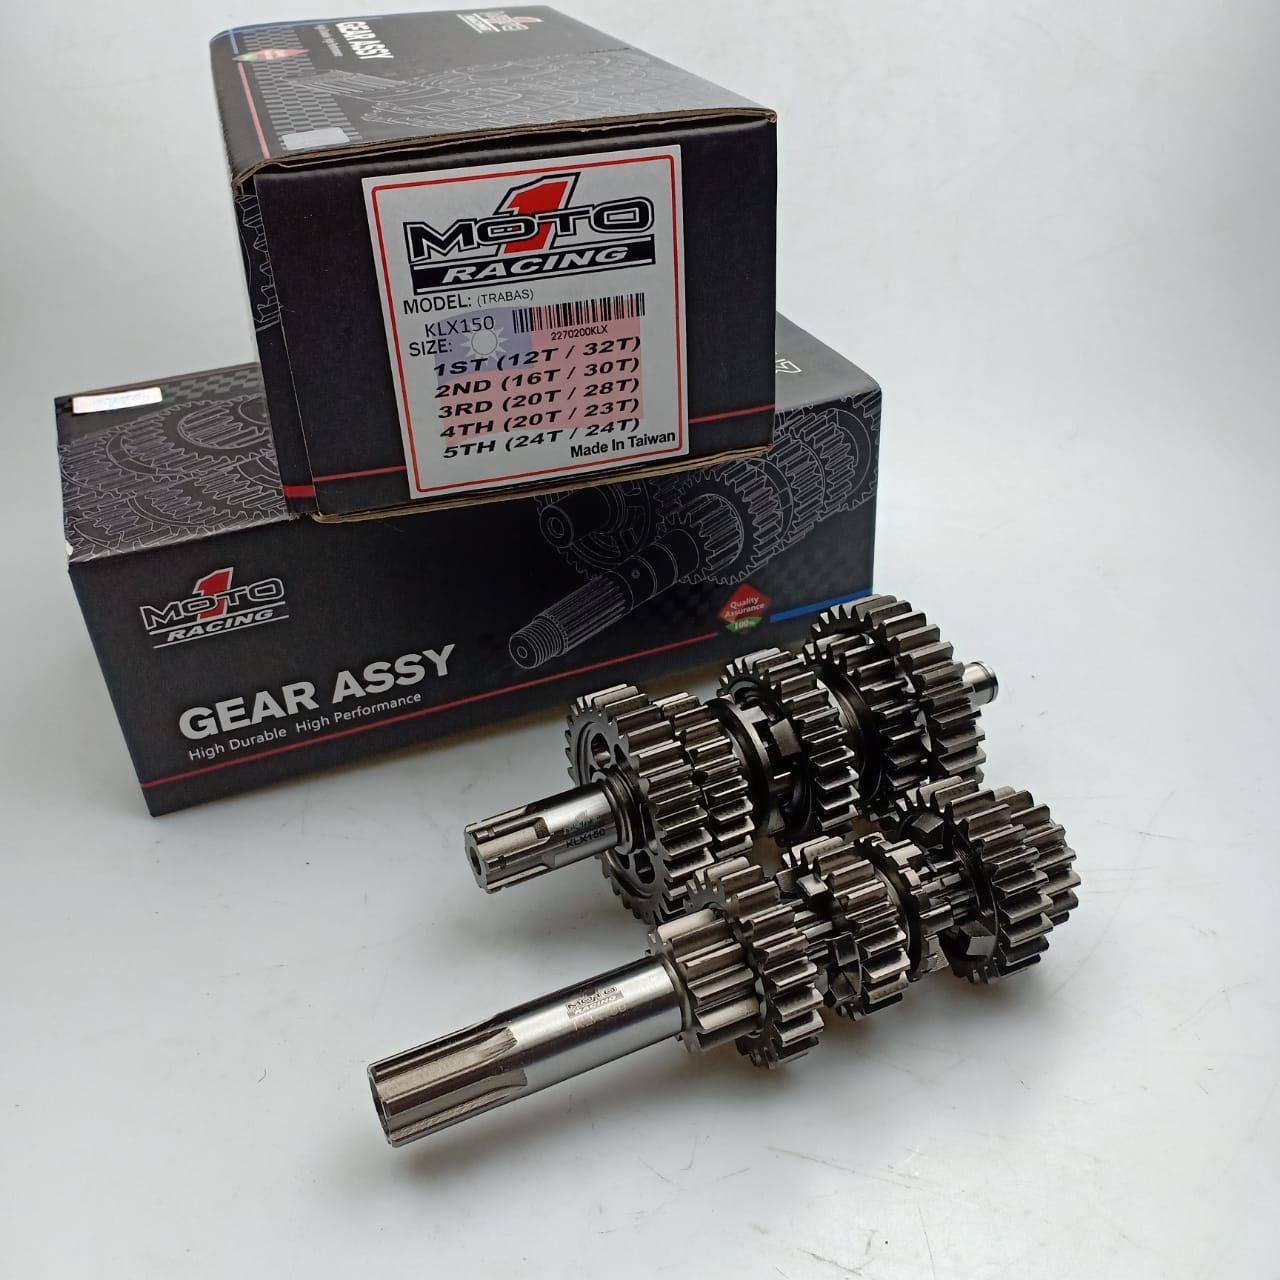 GEAR ASSY
MOTO 1
RACING
MODEL: (TRABAS)
KLX150
2270200KLX
SIZE:
1ST (12T / 32T)
2ND (16T / 30T)
3RD (20T / 28T)
4TH (20T / 23T)
5TH (24T / 24T)
Made In Taiwan
MOTO 1
RACING
GEAR ASSY
High Durable High Performance
Quality
Assurance
100%
KLX150
MOTO
RACING